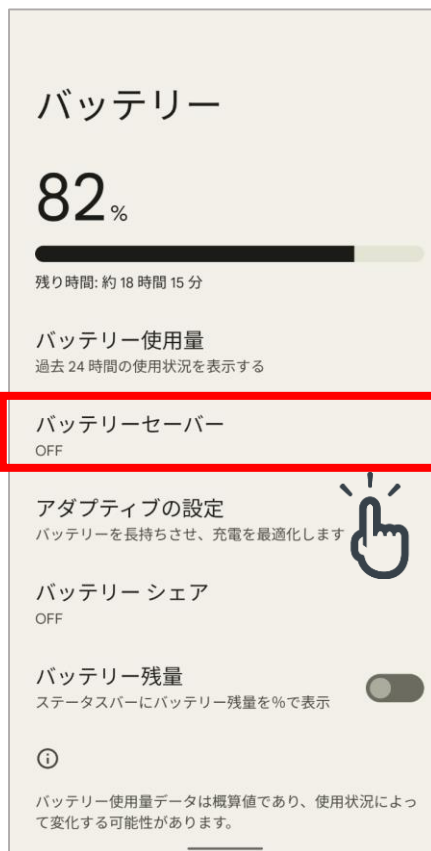 バッテリー
82%
残り時間: 約 18 時間 15 分
バッテリー使用量
過去 24 時間の使用状況を表示する
バッテリーセーバー
OFF
アダプティブの設定
バッテリーを長持ちさせ、充電を最適化します
バッテリー シェア
OFF
バッテリー残量
ステータスバーにバッテリー残量を%で表示
バッテリー使用量データは概算値であり、使用状況によっ
て変化する可能性があります。